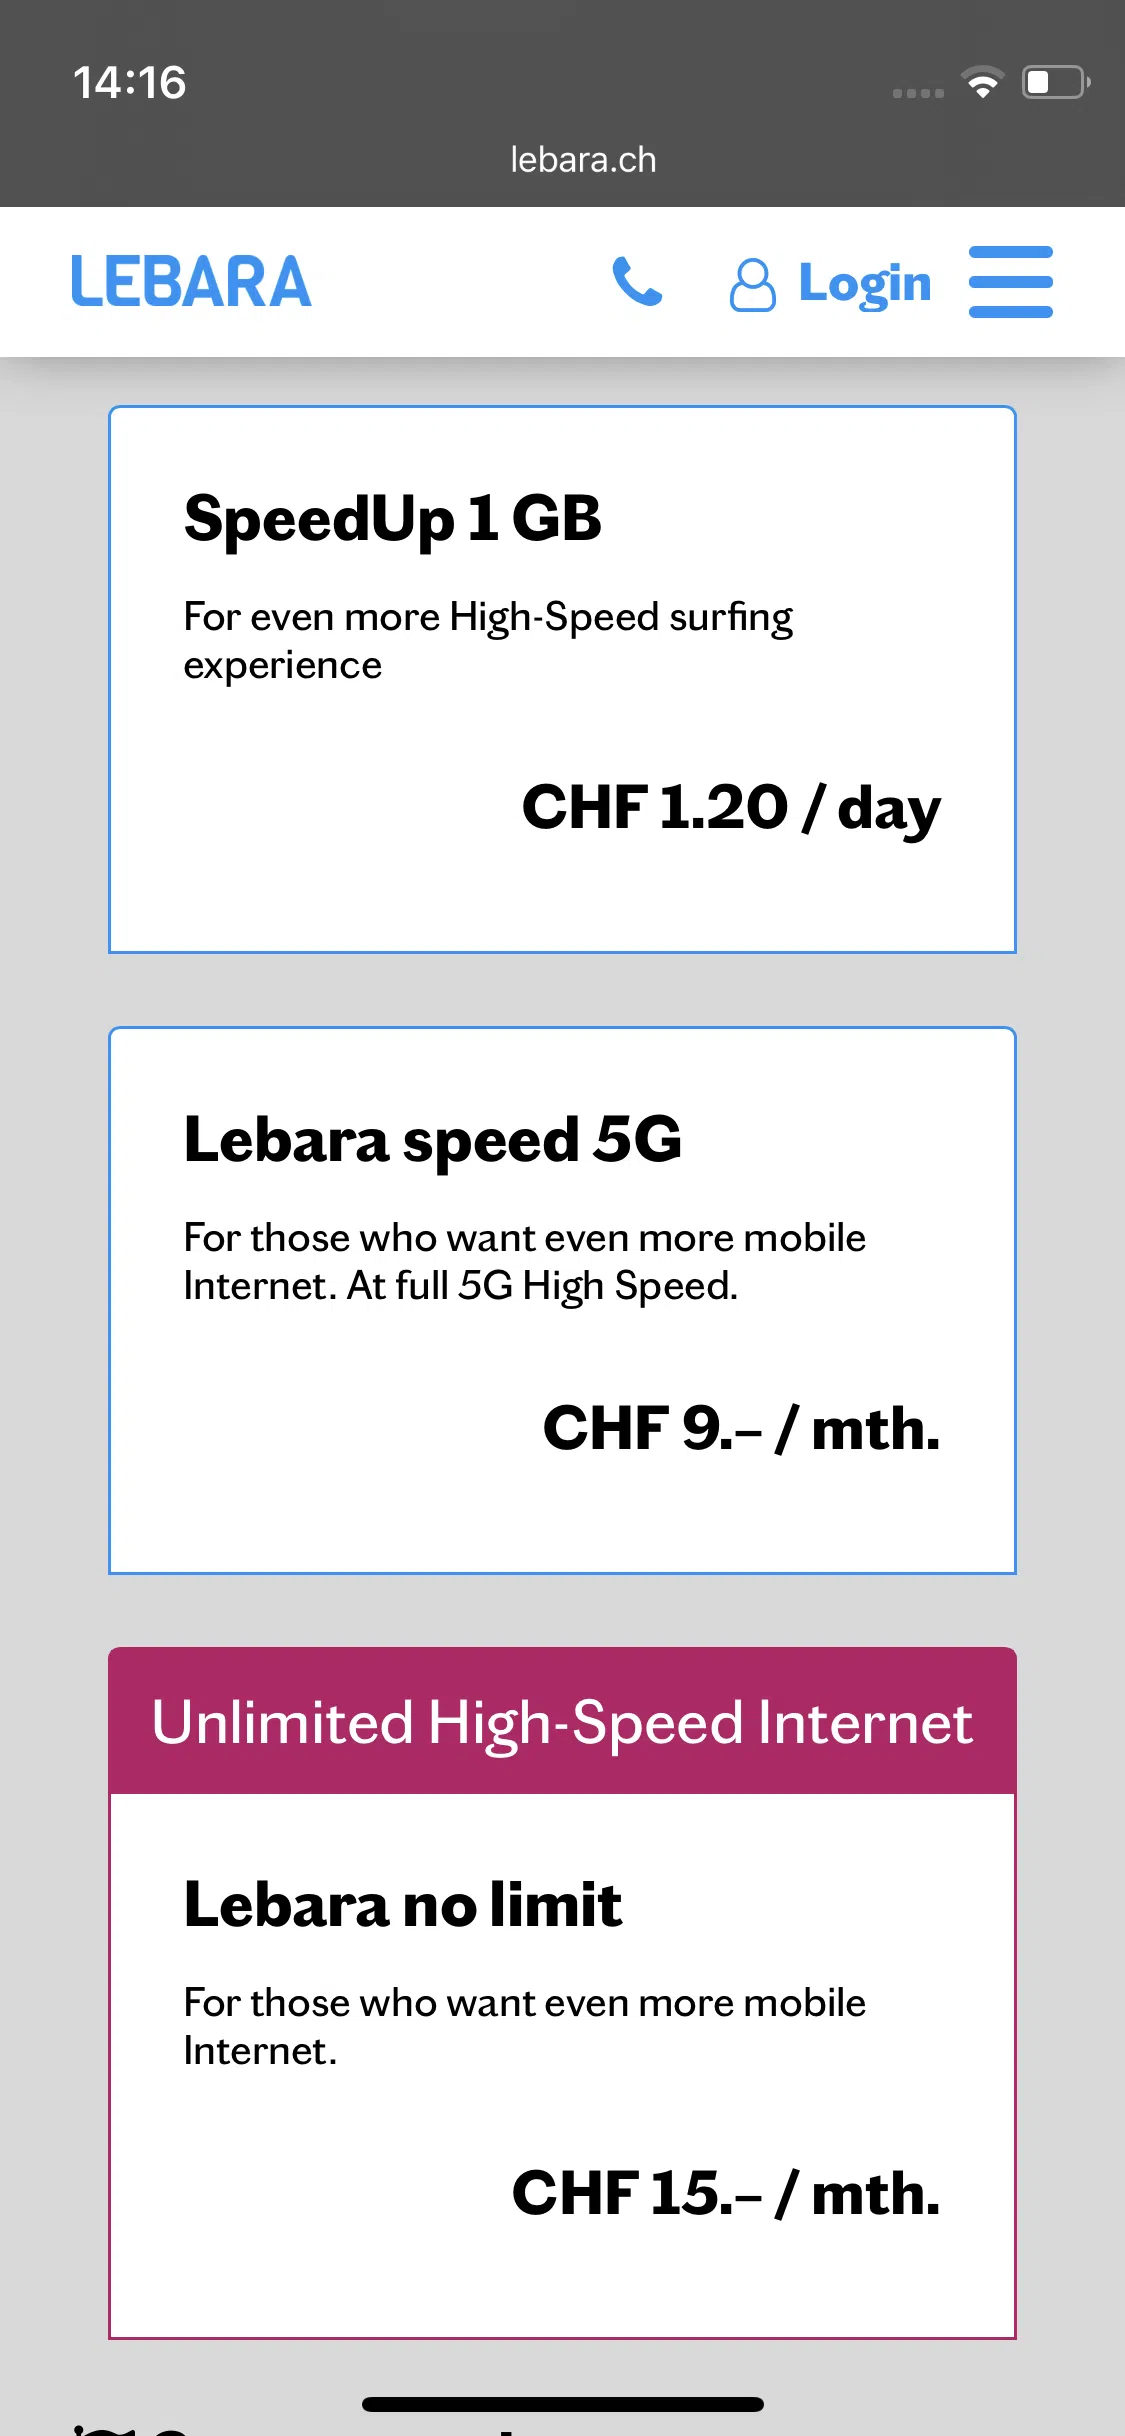 14:16
lebara.ch
LEBARA
Login
SpeedUp 1 GB
For even more High-Speed surfing
experience
CHF 1.20 / day
Lebara speed 5G
For those who want even more mobile
Internet. At full 5G High Speed.
CHF 9.– / mth.
Unlimited High-Speed Internet
Lebara no limit
For those who want even more mobile
Internet.
CHF 15.– / mth.